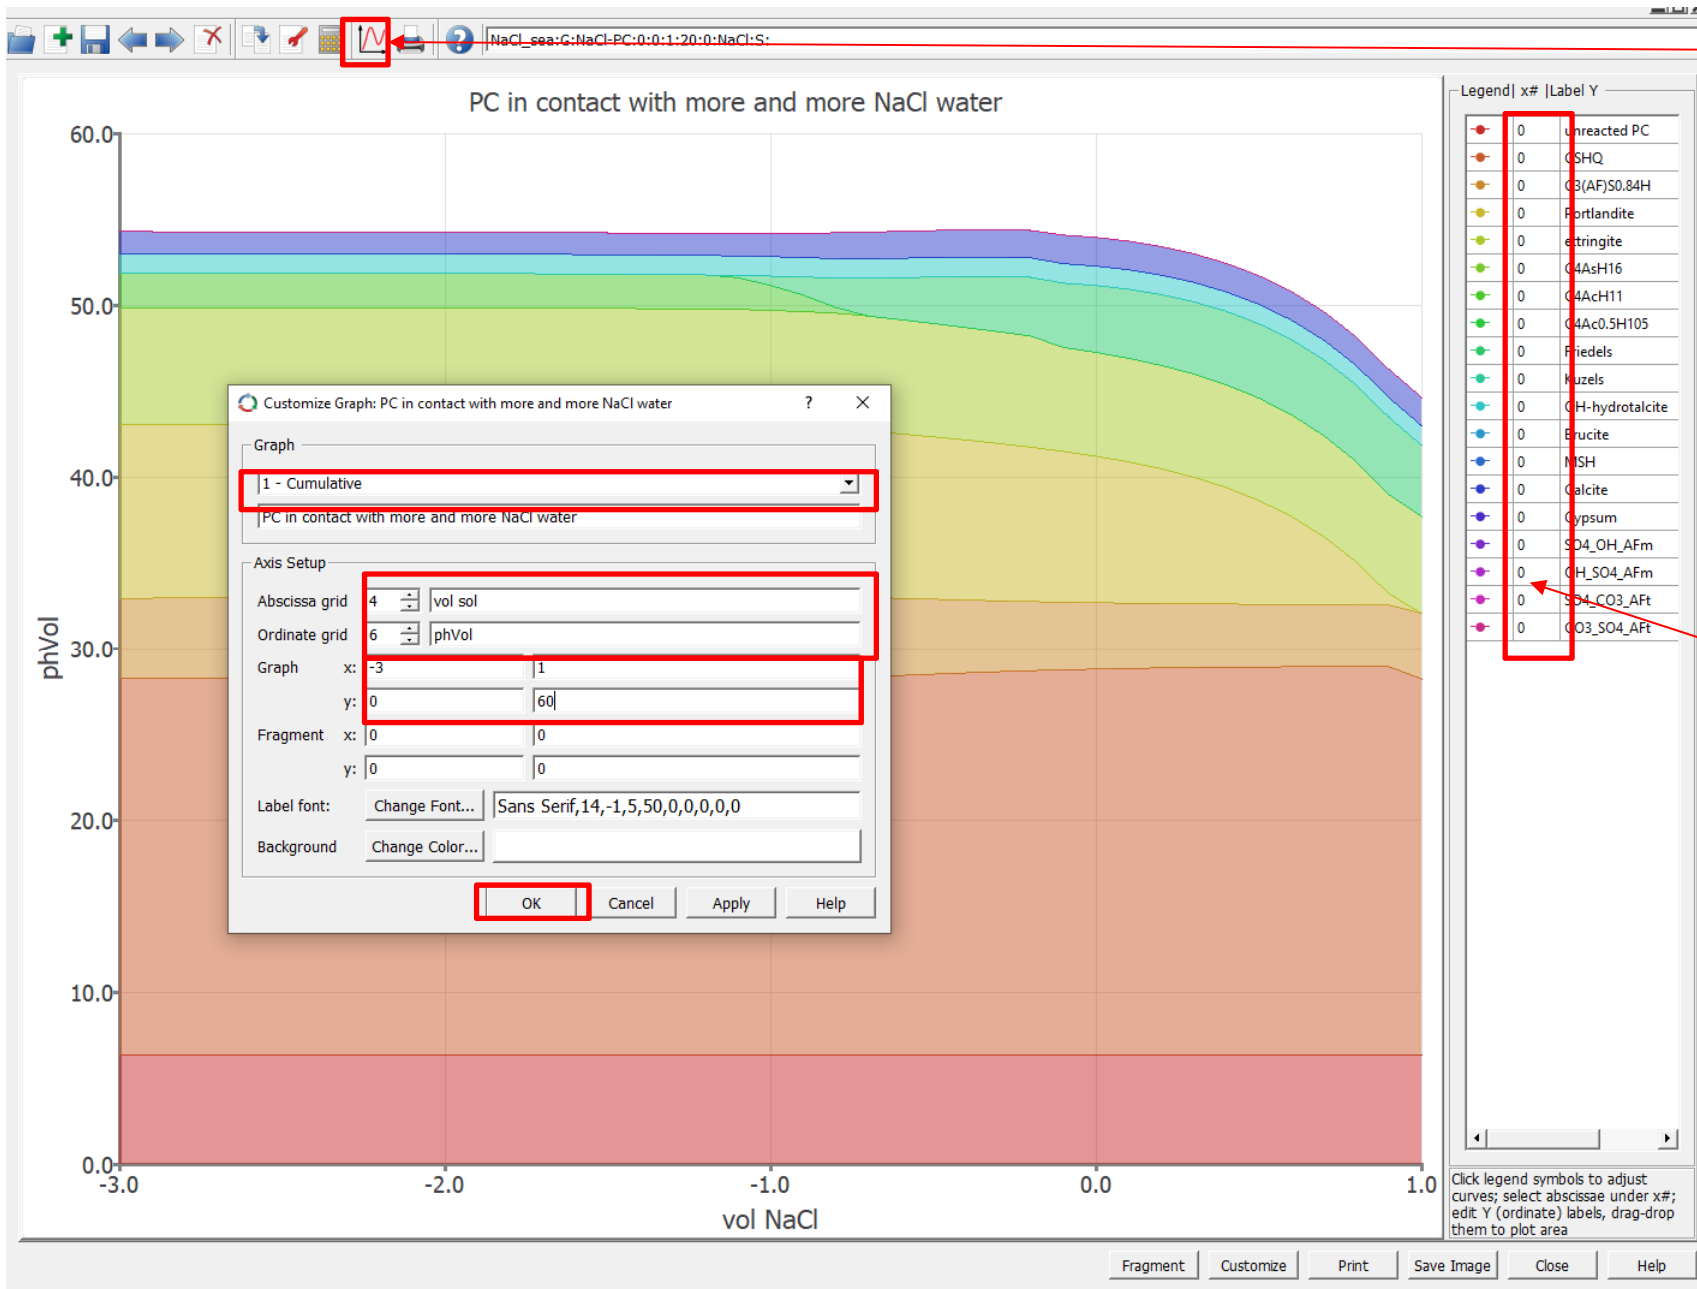 NaCl_sea:G:NaCl-PC:0:0:1:20:0:NaCl:S:
PC in contact with more and more NaCl water
60.0
50.0
40.0
30.0
20.0
10.0
0.0
phVol
-3.0 -2.0 -1.0 0.0 1.0
vol NaCl
Customize Graph: PC in contact with more and more NaCl water ? ×
Graph
1 - Cumulative
PC in contact with more and more NaCl water
Axis Setup
Abscissa grid 4 vol sol
Ordinate grid 6 phVol
Graph x: -3 1
y: 0 60
Fragment x: 0 0
y: 0 0
Label font: Change Font... Sans Serif,14,-1,5,50,0,0,0,0,0
Background Change Color...
OK Cancel Apply Help
Legend| x# |Label Y
0 unreacted PC
0 CSHQ
0 C3(AF)S0.84H
0 Portlandite
0 ettringite
0 C4AsH16
0 C4AcH11
0 C4Ac0.5H105
0 Friedels
0 Kuzels
0 OH-hydrotalcite
0 Brucite
0 MSH
0 Calcite
0 Gypsum
0 SO4_OH_AFm
0 OH_SO4_AFm
0 SO4_CO3_AFt
0 CO3_SO4_AFt
Click legend symbols to adjust
curves; select abscissae under x#;
edit Y (ordinate) labels, drag-drop
them to plot area
Fragment Customize Print Save Image Close Help